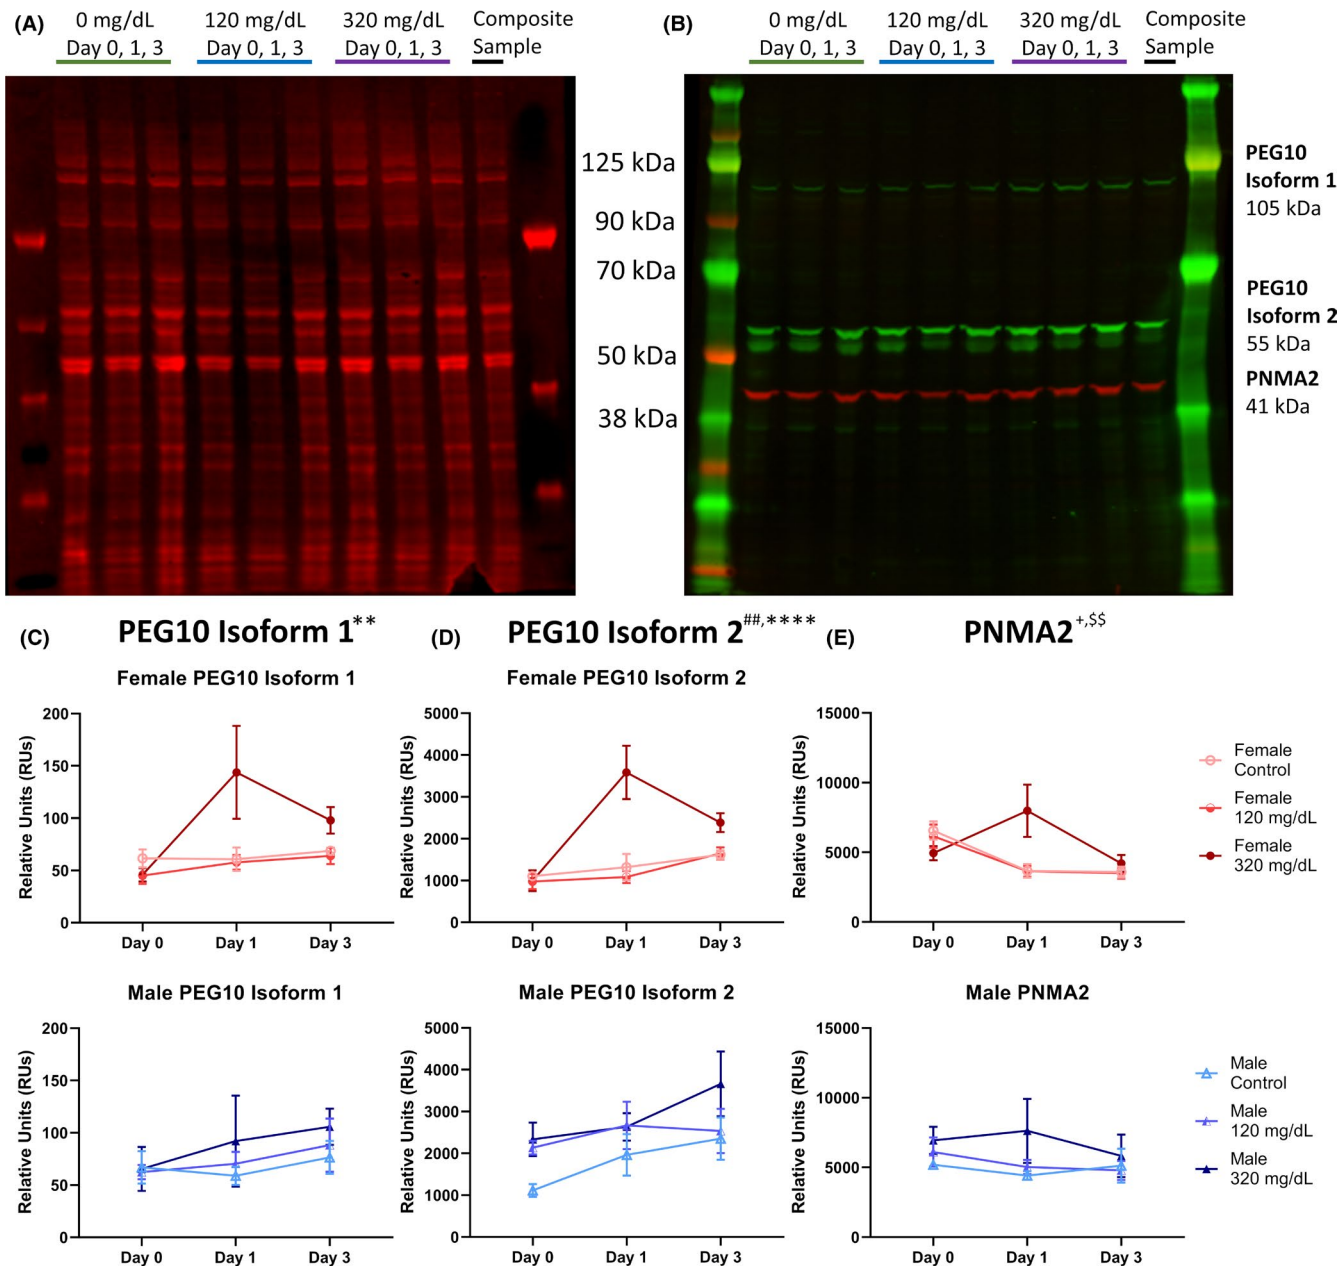 (A)
0 mg/dL
Day 0, 1, 3
120 mg/dL
Day 0, 1, 3
320 mg/dL
Day 0, 1, 3
Composite
Sample
125 kDa
90 kDa
70 kDa
50 kDa
38 kDa
(B)
0 mg/dL
Day 0, 1, 3
120 mg/dL
Day 0, 1, 3
320 mg/dL
Day 0, 1, 3
Composite
Sample
PEG10
Isoform 1
105 kDa
PEG10
Isoform 2
55 kDa
PNMA2
41 kDa
(C) PEG10 Isoform 1**
Female PEG10 Isoform 1
Relative Units (RUs)
200
150
100
50
0
Day 0 Day 1 Day 3
Male PEG10 Isoform 1
Relative Units (RUs)
200
150
100
50
0
Day 0 Day 1 Day 3
(D) PEG10 Isoform 2##,****
Female PEG10 Isoform 2
Relative Units (RUs)
5000
4000
3000
2000
1000
0
Day 0 Day 1 Day 3
Male PEG10 Isoform 2
Relative Units (RUs)
5000
4000
3000
2000
1000
0
Day 0 Day 1 Day 3
(E) PNMA2+,$$
Relative Units (RUs)
15000
10000
5000
0
Day 0 Day 1 Day 3
Female
Control
Female
120 mg/dL
Female
320 mg/dL
Male PNMA2
Relative Units (RUs)
15000
10000
5000
0
Day 0 Day 1 Day 3
Male
Control
Male
120 mg/dL
Male
320 mg/dL